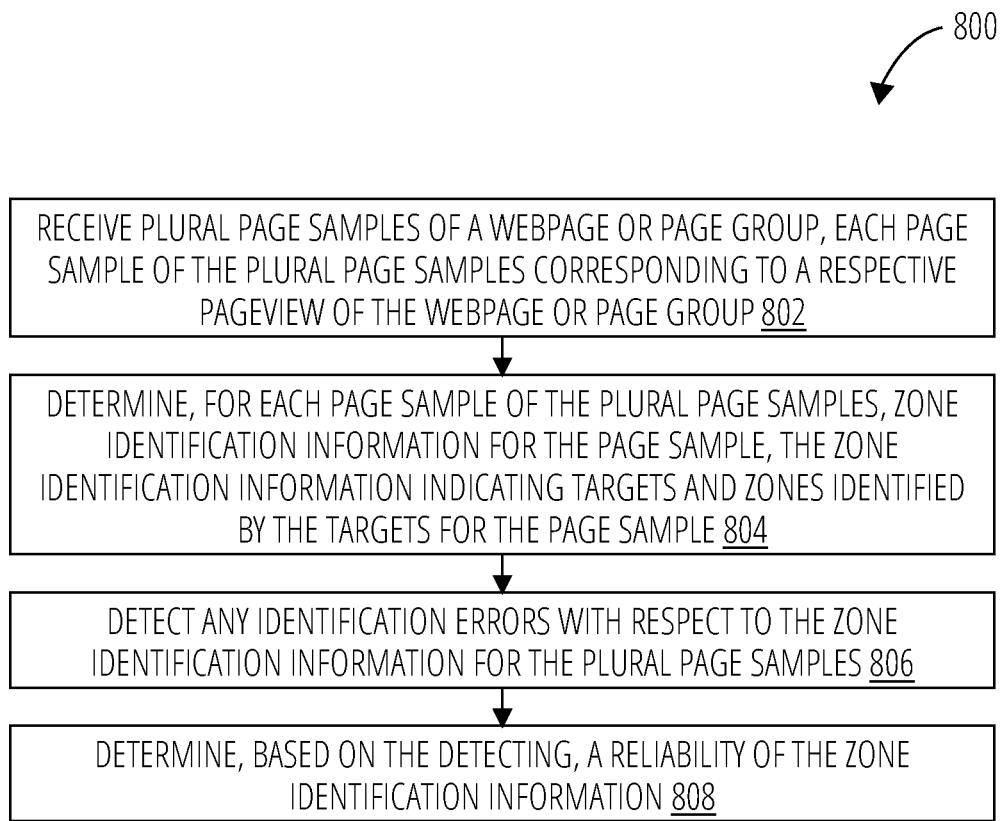 800
RECEIVE PLURAL PAGE SAMPLES OF A WEBPAGE OR PAGE GROUP, EACH PAGE
SAMPLE OF THE PLURAL PAGE SAMPLES CORRESPONDING TO A RESPECTIVE
PAGEVIEW OF THE WEBPAGE OR PAGE GROUP 802
DETERMINE, FOR EACH PAGE SAMPLE OF THE PLURAL PAGE SAMPLES, ZONE
IDENTIFICATION INFORMATION FOR THE PAGE SAMPLE, THE ZONE
IDENTIFICATION INFORMATION INDICATING TARGETS AND ZONES IDENTIFIED
BY THE TARGETS FOR THE PAGE SAMPLE 804
DETECT ANY IDENTIFICATION ERRORS WITH RESPECT TO THE ZONE
IDENTIFICATION INFORMATION FOR THE PLURAL PAGE SAMPLES 806
DETERMINE, BASED ON THE DETECTING, A RELIABILITY OF THE ZONE
IDENTIFICATION INFORMATION 808